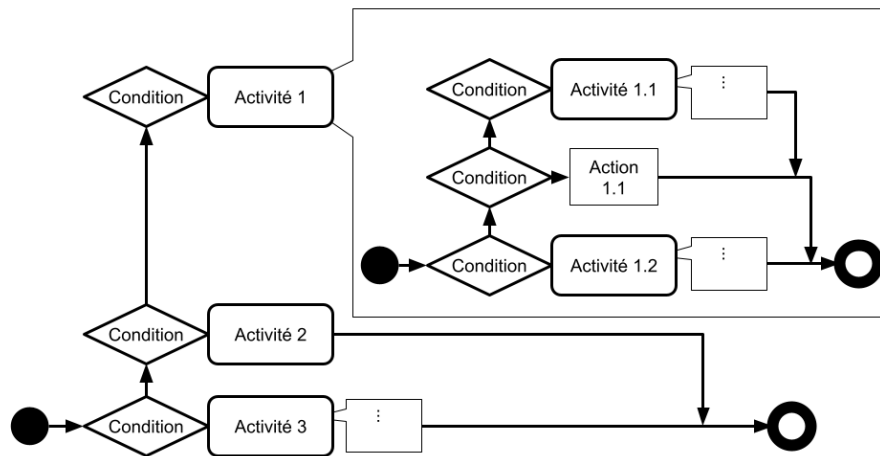 Condition
Activité 1
Condition
Activité 1.1
...
Condition
Action
1.1
Condition
Activité 1.2
...
Condition
Activité 2
Condition
Activité 3
...